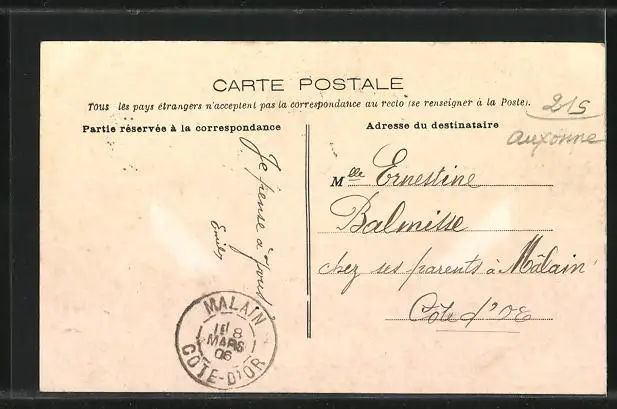 CARTE POSTALE
Tous les pays étrangers n'acceptent pas la correspondance au recto (se renseigner à la Poste).
215
auxonne
Partie réservée à la correspondance
Adresse du destinataire
Je pense à vous
Emily
Mlle Ernestine
Balmisse
chez ses parents à Mâlain
Côte d'Or
MALAIN
8
MARS
06
COTE-D'OR